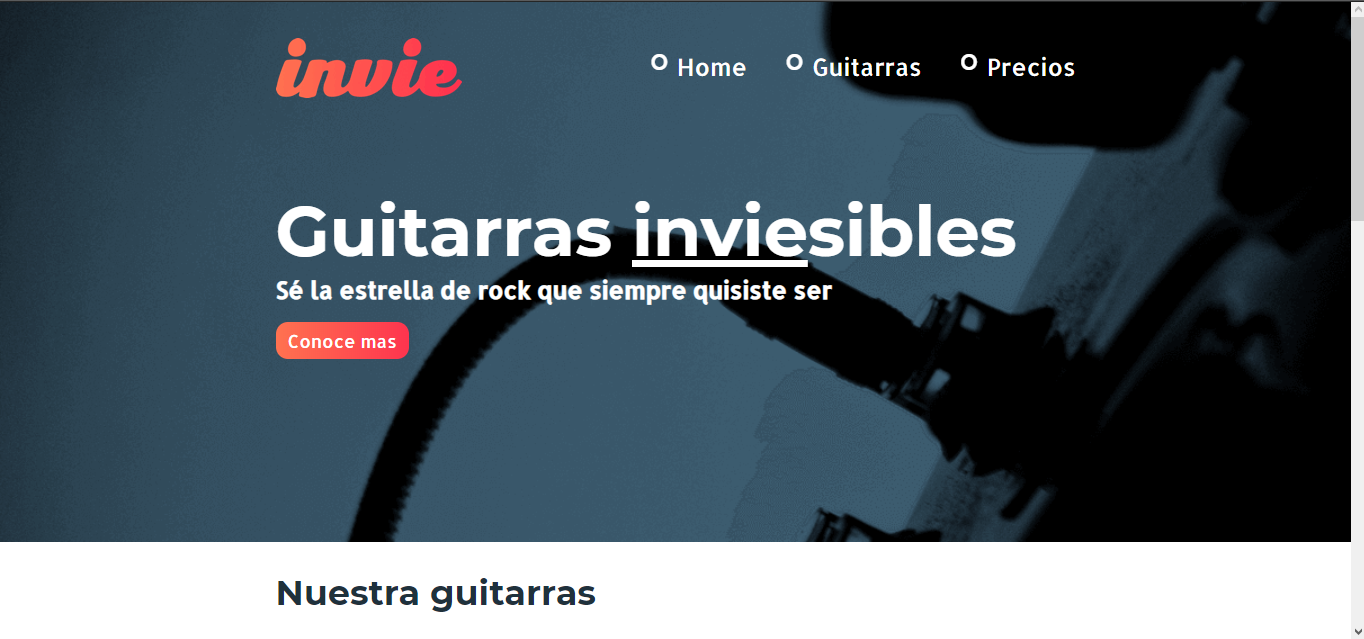 invie
Home Guitarras Precios
Guitarras inviesibles
Sé la estrella de rock que siempre quisiste ser
Conoce mas
Nuestra guitarras